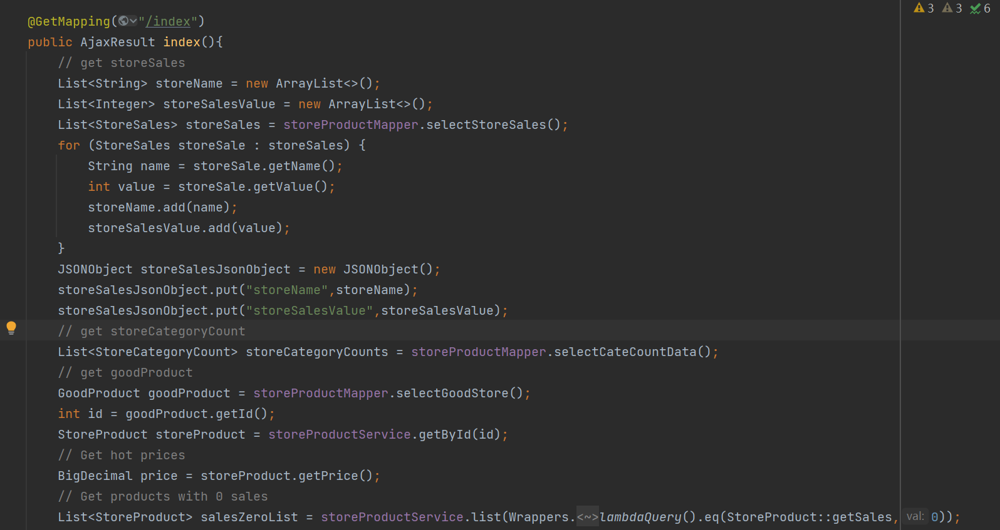 3 3 6
@GetMapping("/index")
public AjaxResult index(){
// get storeSales
List<String> storeName = new ArrayList<>();
List<Integer> storeSalesValue = new ArrayList<>();
List<StoreSales> storeSales = storeProductMapper.selectStoreSales();
for (StoreSales storeSale : storeSales) {
String name = storeSale.getName();
int value = storeSale.getValue();
storeName.add(name);
storeSalesValue.add(value);
}
JSONObject storeSalesJsonObject = new JSONObject();
storeSalesJsonObject.put("storeName",storeName);
storeSalesJsonObject.put("storeSalesValue",storeSalesValue);
// get storeCategoryCount
List<StoreCategoryCount> storeCategoryCounts = storeProductMapper.selectCateCountData();
// get goodProduct
GoodProduct goodProduct = storeProductMapper.selectGoodStore();
int id = goodProduct.getId();
StoreProduct storeProduct = storeProductService.getById(id);
// Get hot prices
BigDecimal price = storeProduct.getPrice();
// Get products with 0 sales
List<StoreProduct> salesZeroList = storeProductService.list(Wrappers.<~>lambdaQuery().eq(StoreProduct::getSales, val: 0));